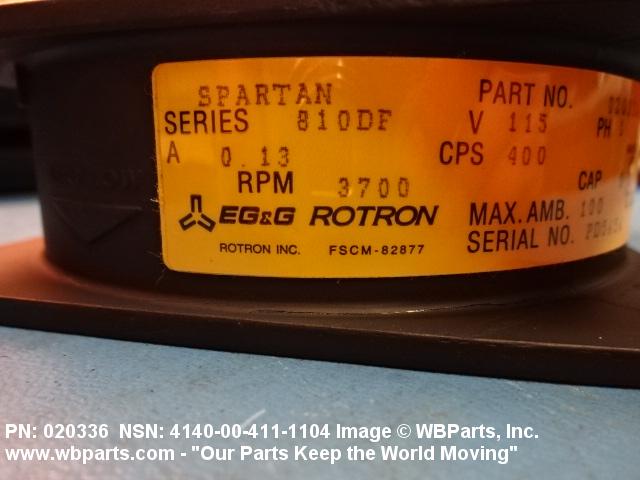 SPARTAN PART NO.
SERIES 810DF V 115 PH
A 0.13 CPS 400
RPM 3700 CAP
EG&G ROTRON MAX. AMB. 100
ROTRON INC. FSCM-82877 SERIAL NO.
PN: 020336 NSN: 4140-00-411-1104 Image © WBParts, Inc.
www.wbparts.com - "Our Parts Keep the World Moving"